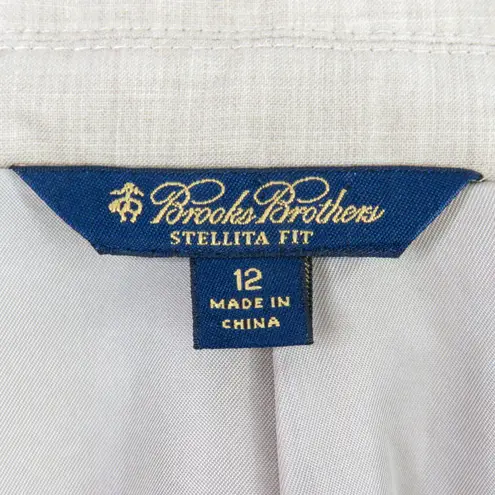 Brooks Brothers
STELLITA FIT
12
MADE IN
CHINA